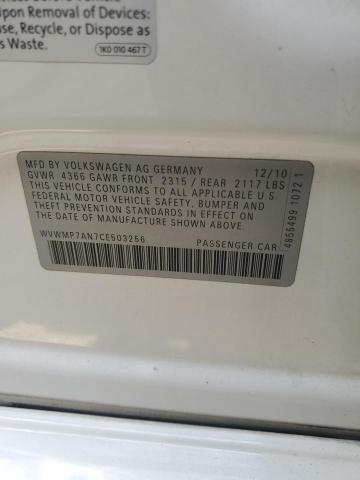 Upon Removal of Devices:
use, Recycle, or Dispose as
s Waste.
1K0 010 467 T
MFD. BY VOLKSWAGEN AG GERMANY 12/10
GVWR 4366 GAWR FRONT 2315 / REAR 2117 LBS
THIS VEHICLE CONFORMS TO ALL APPLICABLE U S
FEDERAL MOTOR VEHICLE SAFETY, BUMPER AND
THEFT PREVENTION STANDARDS IN EFFECT ON THE
DATE OF MANUFACTURE SHOWN ABOVE
WVWMP7AN7CE503256 PASSENGER CAR
4855499 1072 1